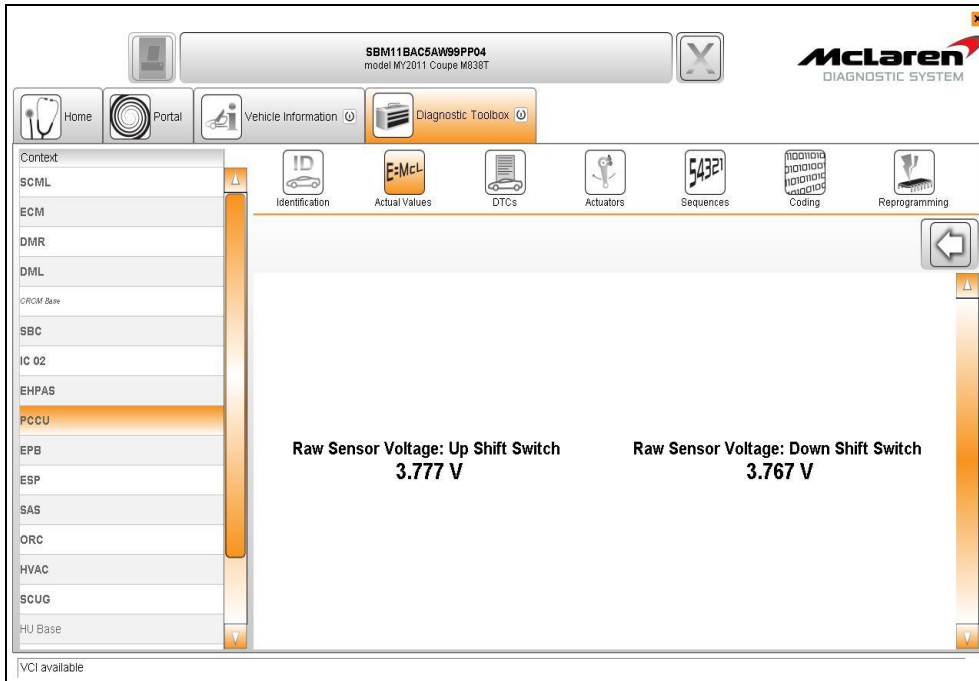 SBM11BAC5AW99PP04
model MY2011 Coupe M838T
McLaren
DIAGNOSTIC SYSTEM
Home
Portal
Vehicle Information
Diagnostic Toolbox
Context
SCML
ECM
DMR
DML
CROM Base
SBC
IC 02
EHPAS
PCCU
EPB
ESP
SAS
ORC
HVAC
SCUG
HU Base
ID
Identification
E=McL
Actual Values
DTCs
Actuators
54321
Sequences
Coding
Reprogramming
Raw Sensor Voltage: Up Shift Switch
3.777 V
Raw Sensor Voltage: Down Shift Switch
3.767 V
VCI available